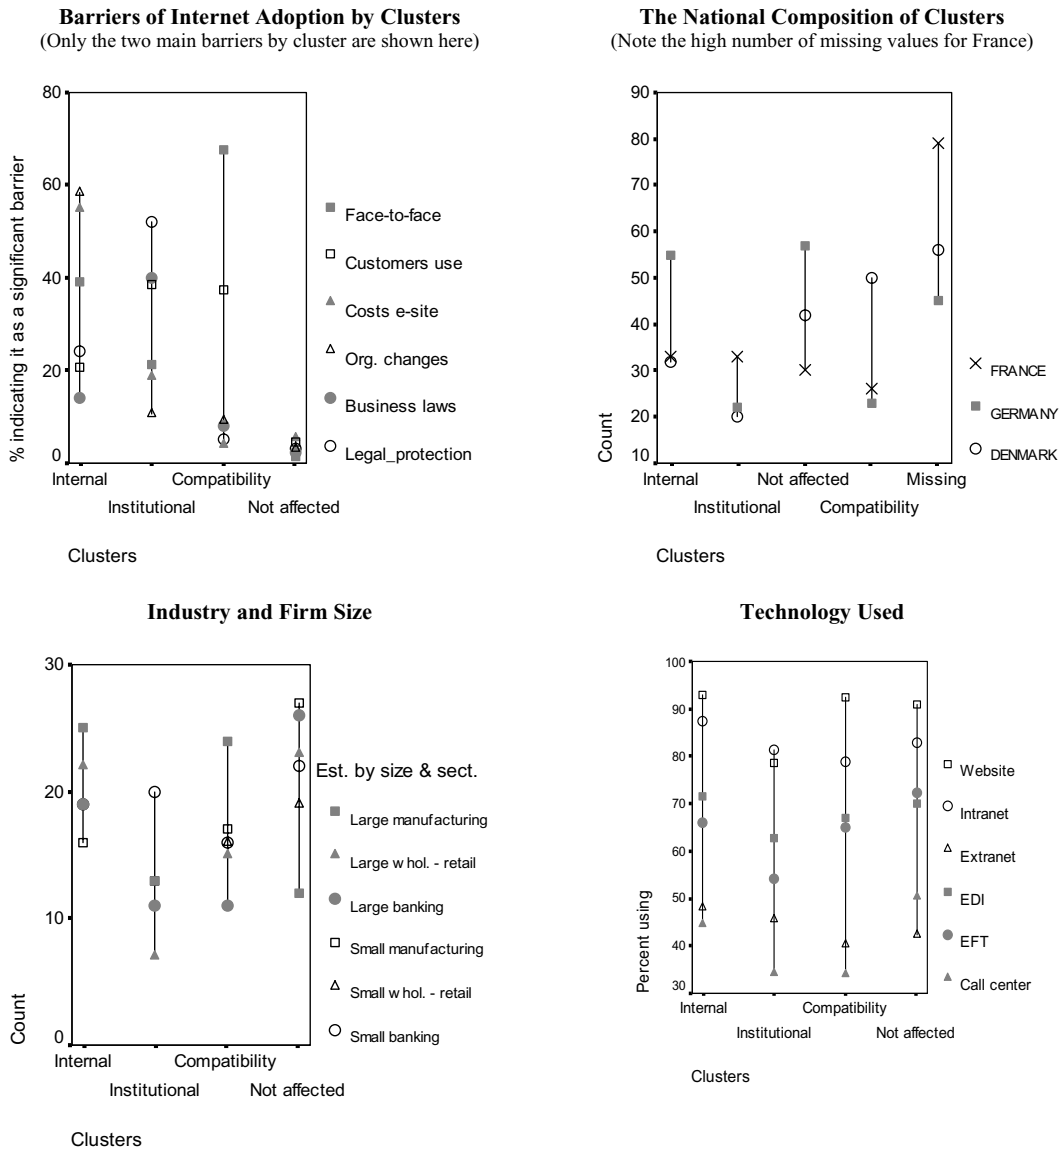 Barriers of Internet Adoption by Clusters
(Only the two main barriers by cluster are shown here)
80
60
40
20
0
% indicating it as a significant barrier
Internal
Compatibility
Institutional
Not affected
Clusters
Face-to-face
Customers use
Costs e-site
Org. changes
Business laws
Legal_protection
The National Composition of Clusters
(Note the high number of missing values for France)
90
80
70
60
50
40
30
20
10
Count
Internal
Not affected
Missing
Institutional
Compatibility
Clusters
FRANCE
GERMANY
DENMARK
Industry and Firm Size
30
20
10
0
Count
Internal
Compatibility
Institutional
Not affected
Clusters
Est. by size & sect.
Large manufacturing
Large w hol. - retail
Large banking
Small manufacturing
Small w hol. - retail
Small banking
Technology Used
100
90
80
70
60
50
40
30
Percent using
Internal
Compatibility
Institutional
Not affected
Clusters
Website
Intranet
Extranet
EDI
EFT
Call center